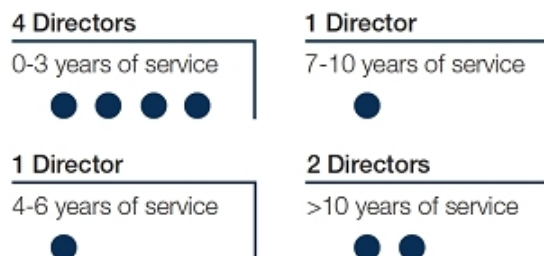 4 Directors
0-3 years of service
1 Director
7-10 years of service
1 Director
4-6 years of service
2 Directors
>10 years of service